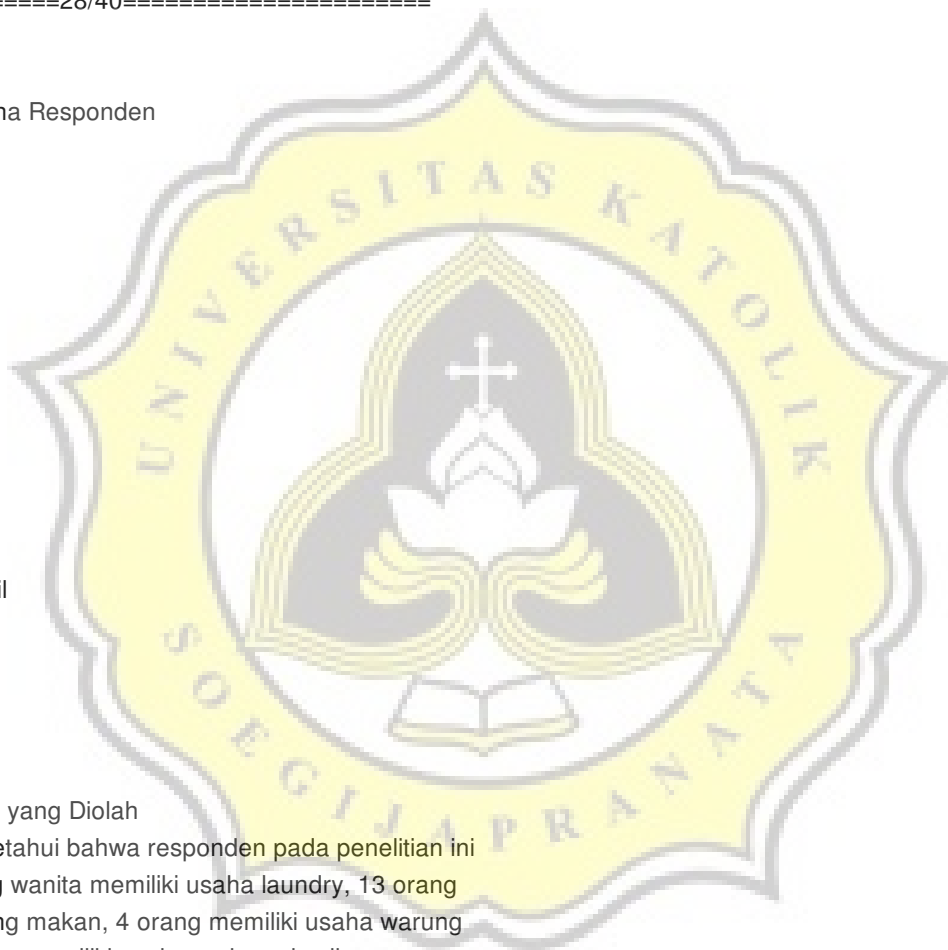 =====28/40======================
na Responden
UNIVERSITAS KATOLIK
il
SOEGIJAPRANATA
yang Diolah
etahui bahwa responden pada penelitian ini
g wanita memiliki usaha laundry, 13 orang
ng makan, 4 orang memiliki usaha warung